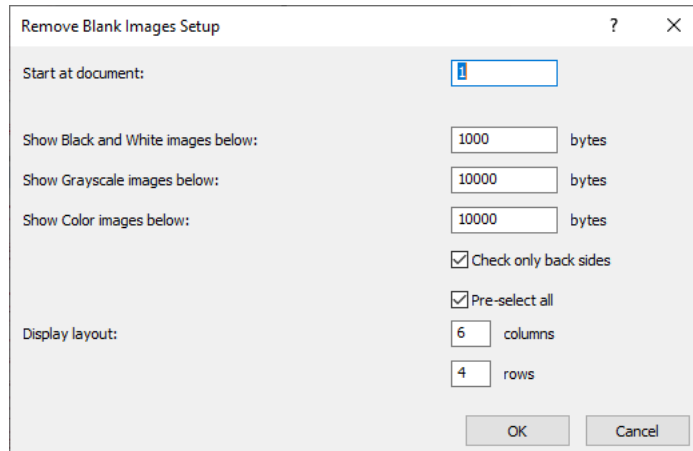 Remove Blank Images Setup ? ×
Start at document: 1
Show Black and White images below: 1000 bytes
Show Grayscale images below: 10000 bytes
Show Color images below: 10000 bytes
Check only back sides
Pre-select all
Display layout: 6 columns
4 rows
OK Cancel